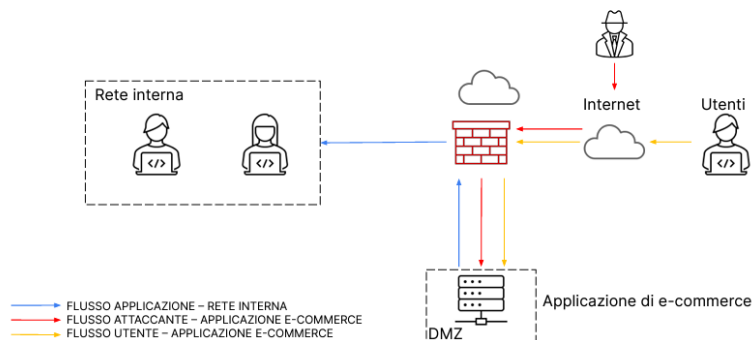 Rete interna
Internet
Utenti
</>
</>
</>
Applicazione di e-commerce
DMZ
FLUSSO APPLICAZIONE – RETE INTERNA
FLUSSO ATTACCANTE – APPLICAZIONE E-COMMERCE
FLUSSO UTENTE – APPLICAZIONE E-COMMERCE